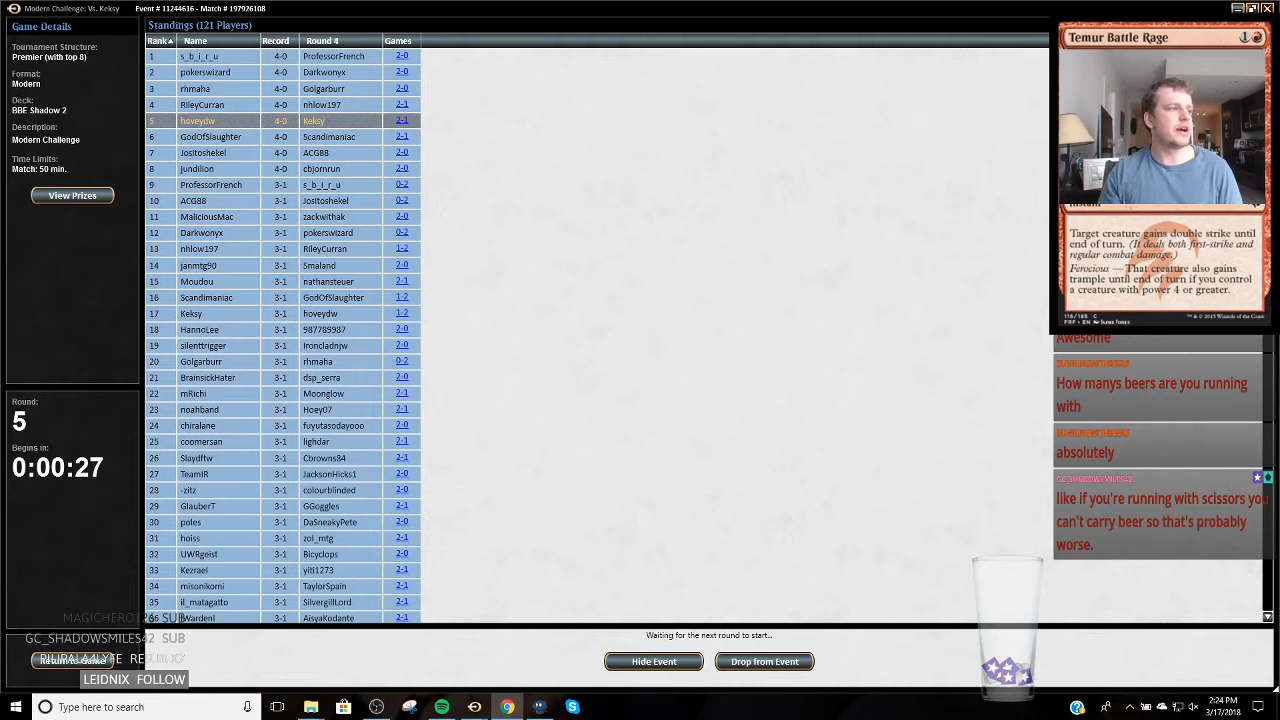 Modern Challenge: Vs. Keksy Event # 11244616 - Match # 197926108
Game Details
Tournament Structure:
Premier (with top 8)
Format:
Modern
Deck:
BBE Shadow 2
Description:
Modern Challenge
Time Limits:
Match: 50 min.
View Prizes
Round:
5
Begins in:
0:00:27
Standings (121 Players)
Rank Name Record Round 4 Games
1 s_b_i_r_u 4-0 ProfessorFrench 2-0
2 pokerswizard 4-0 Darkwonyx 2-0
3 rhmaha 4-0 Golgarburr 2-0
4 RileyCurran 4-0 nhlow197 2-1
5 hoveydw 4-0 Keksy 2-1
6 GodOfSlaughter 4-0 Scandimaniac 2-1
7 Jositoshekel 4-0 ACG88 2-0
8 Jundilion 4-0 cbjornrun 2-0
9 ProfessorFrench 3-1 s_b_i_r_u 0-2
10 ACG88 3-1 Jositoshekel 0-2
11 MaliciousMac 3-1 zackwithak 2-0
12 Darkwonyx 3-1 pokerswizard 0-2
13 nhlow197 3-1 RileyCurran 1-2
14 janmtg90 3-1 Smaland 2-0
15 Moudou 3-1 nathansteuer 2-1
16 Scandimaniac 3-1 GodOfSlaughter 1-2
17 Keksy 3-1 hoveydw 1-2
18 HannoLee 3-1 987789987 2-0
19 silenttrigger 3-1 Ironcladnjw 2-0
20 Golgarburr 3-1 rhmaha 0-2
21 BrainsickHater 3-1 dsp_serra 2-0
22 mRichi 3-1 Moonglow 2-1
23 noahband 3-1 Hoey07 2-1
24 chiralane 3-1 fuyutasodayooo 2-0
25 coomersan 3-1 lighdar 2-1
26 Slaydftw 3-1 Cbrowns84 2-1
27 TeamIR 3-1 JacksonHicks1 2-0
28 -zitz 3-1 colourblinded 2-0
29 GlauberT 3-1 GGoggles 2-1
30 poles 3-1 DaSneakyPete 2-0
31 hoiss 3-1 zol_mtg 2-1
32 UWRgeist 3-1 Bicyclops 2-0
33 Kezrael 3-1 yiti1273 2-1
34 misonikomi 3-1 TaylorSpain 2-1
35 il_matagatto 3-1 SilvergillLord 2-1
3-1 AisyaKodante 2-1
SUB
GC_SHADOWSMILES42 SUB
LEIDNIX FOLLOW
Waiting for the next round to start...
Hide Event
Drop from Event
Temur Battle Rage 1
Target creature gains double strike until
end of turn. (It deals both first-strike and
regular combat damage.)
Ferocious — That creature also gains
trample until end of turn if you control
a creature with power 4 or greater.
116/185 C
FRF • EN
™ & © 2015 Wizards of the Coast
Awesome
How manys beers are you running
with
absolutely
GC_SHADOWSMILES42
like if you're running with scissors you
can't carry beer so that's probably
worse.
Type here to search
2:24 PM
3/17/2018